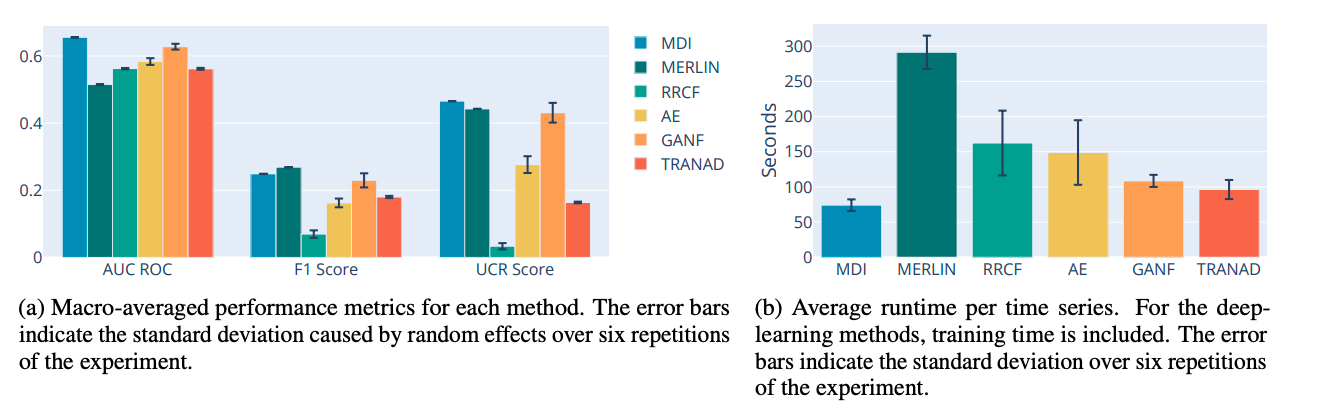 0.6
0.4
0.2
0
AUC ROC
F1 Score
UCR Score
MDI
MERLIN
RRCF
AE
GANF
TRANAD
(a) Macro-averaged performance metrics for each method. The error bars
indicate the standard deviation caused by random effects over six repetitions
of the experiment.
Seconds
300
250
200
150
100
50
0
MDI
MERLIN
RRCF
AE
GANF
TRANAD
(b) Average runtime per time series. For the deep-
learning methods, training time is included. The error
bars indicate the standard deviation over six repetitions
of the experiment.